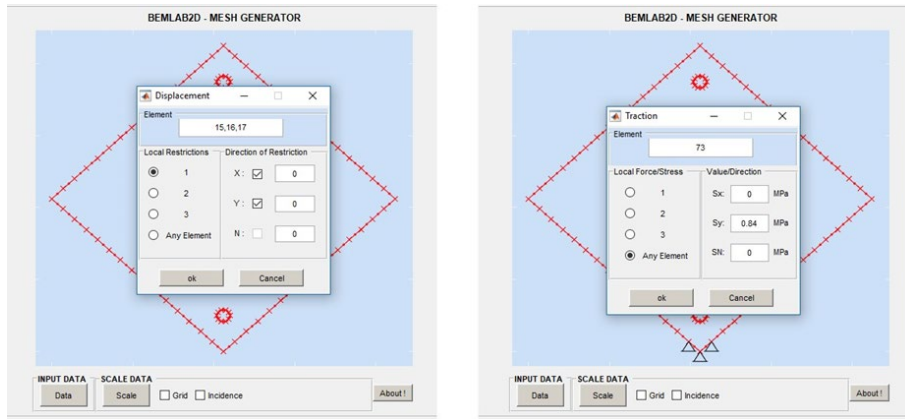 BEMLAB2D - MESH GENERATOR
Displacement
Element
15,16,17
Local Restrictions
Direction of Restriction
1
X: 0
2
Y: 0
3
N: 0
Any Element
ok Cancel
INPUT DATA
SCALE DATA
Data
Scale
Grid
Incidence
About !
BEMLAB2D - MESH GENERATOR
Traction
Element
73
Local Force/Stress
Value/Direction
1
Sx: 0 MPa
2
Sy: 0.84 MPa
3
SN: 0 MPa
Any Element
ok Cancel
INPUT DATA
SCALE DATA
Data
Scale
Grid
Incidence
About !